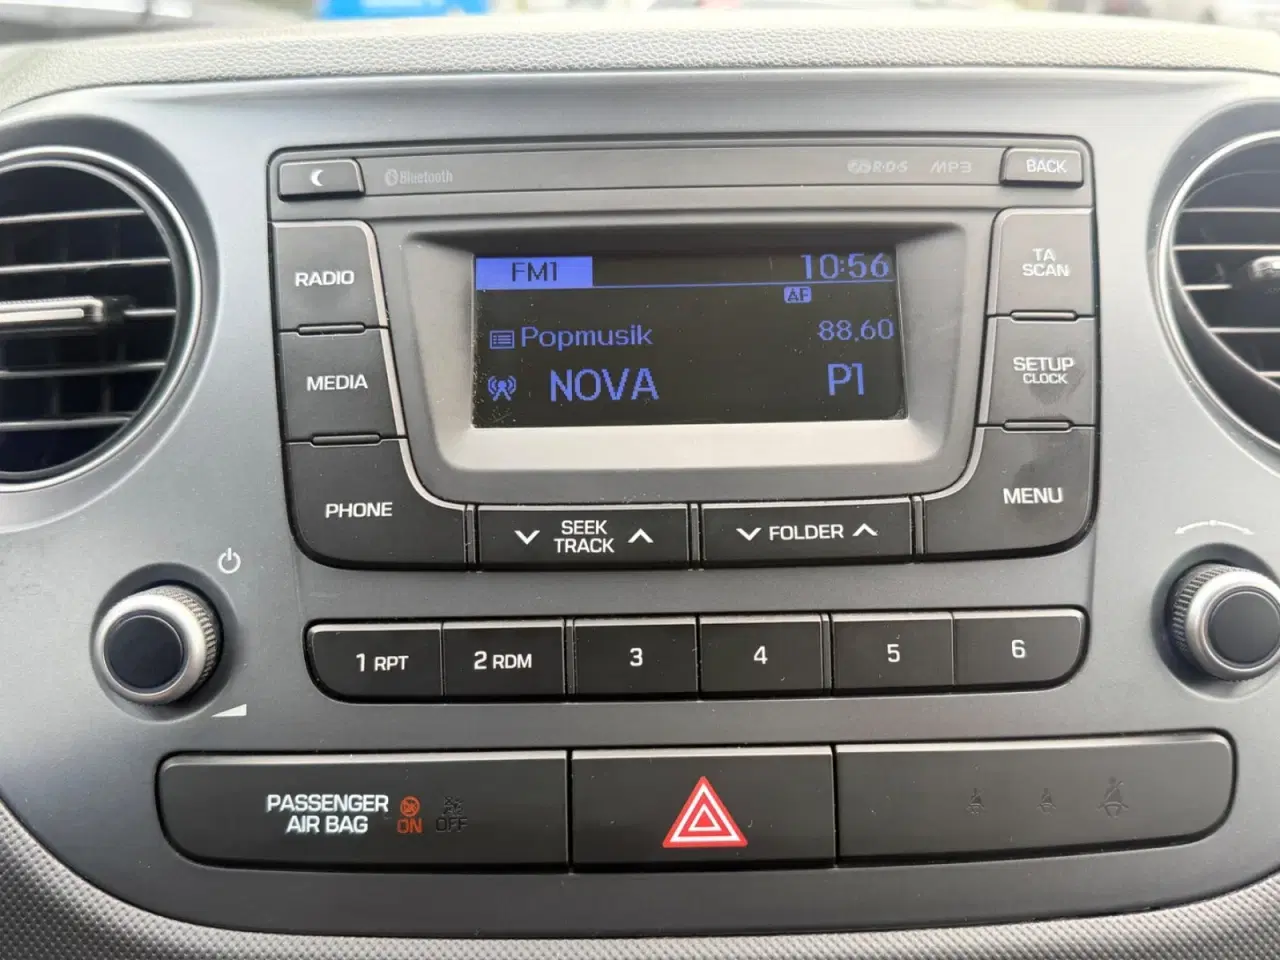 Bluetooth
R·D·S MP3
BACK
RADIO
MEDIA
PHONE
FM1 10:56
AF
Popmusik 88.60
NOVA P1
TA
SCAN
SETUP
CLOCK
MENU
SEEK
TRACK
FOLDER
1 RPT
2 RDM
3
4
5
6
PASSENGER
AIR BAG
ON
OFF